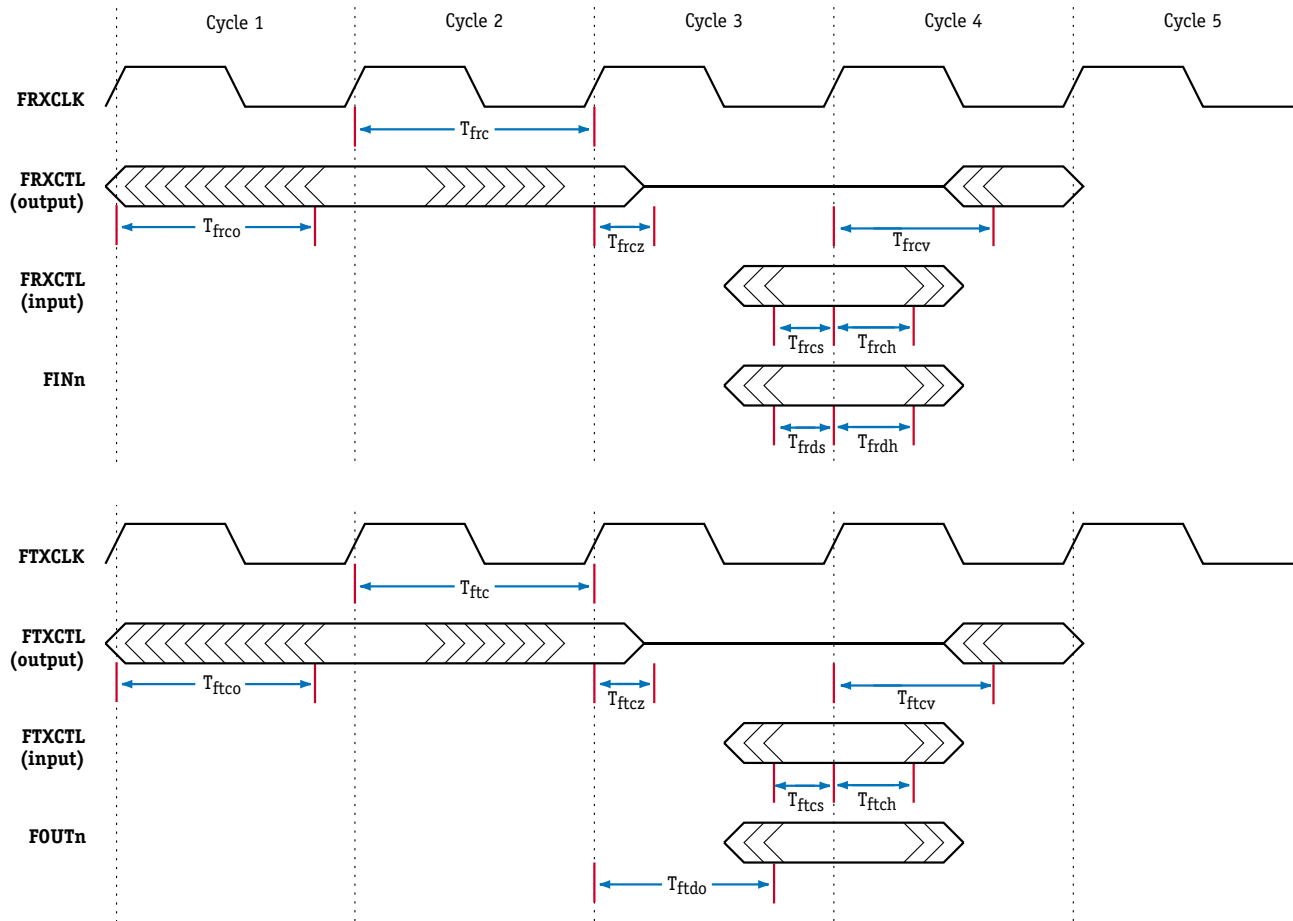 Cycle 1 Cycle 2 Cycle 3 Cycle 4 Cycle 5
FRXCLK
Tfrc
FRXCTL
(output)
Tfrco Tfrcz Tfrcv
FRXCTL
(input)
Tfrcs Tfrch
FINn
Tfrds Tfrdh
FTXCLK
Tftc
FTXCTL
(output)
Tftco Tftcz Tftcv
FTXCTL
(input)
Tftcs Tftch
FOUTn
Tftdo